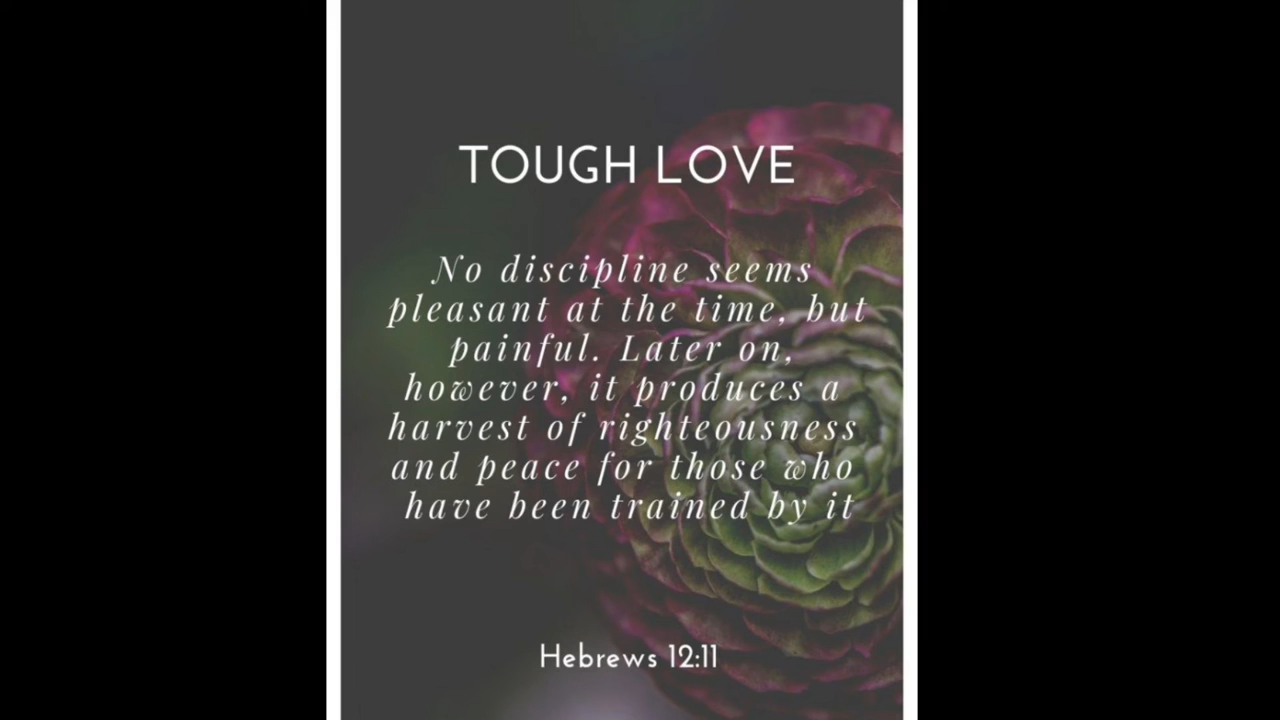 TOUGH LOVE
No discipline seems
pleasant at the time, but
painful. Later on,
however, it produces a
harvest of righteousness
and peace for those who
have been trained by it
Hebrews 12:11